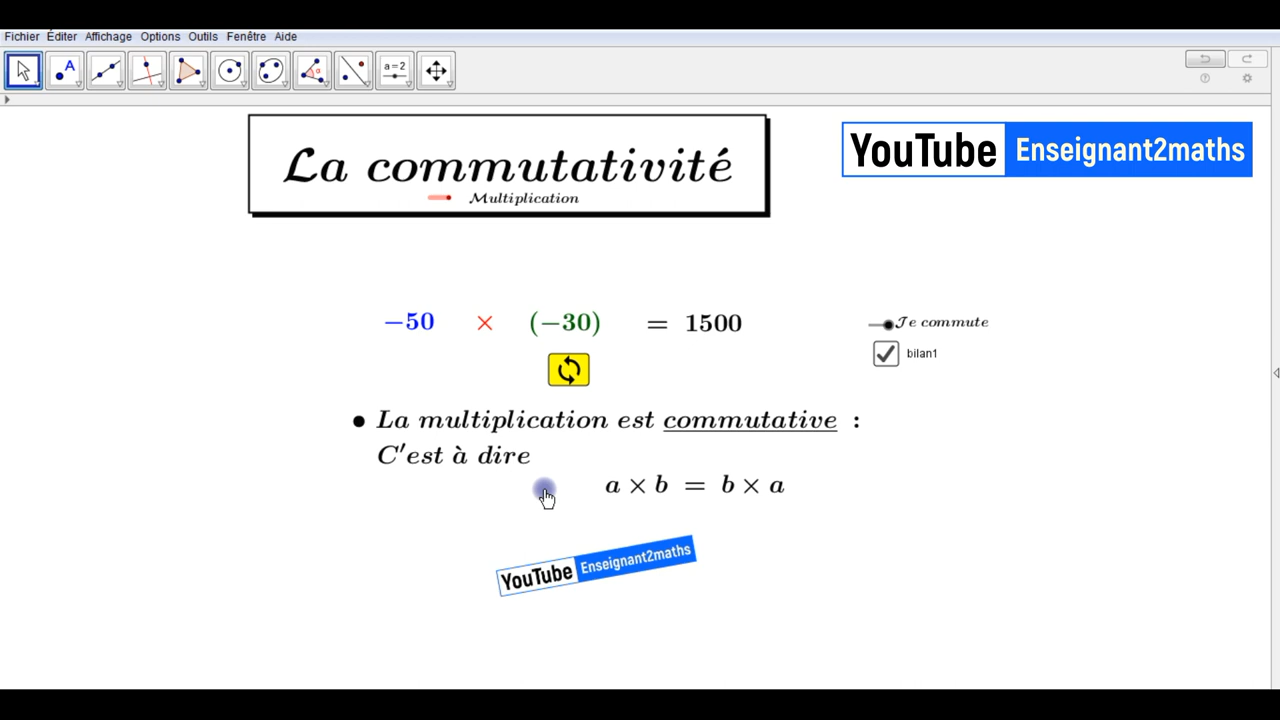 Fichier Éditer Affichage Options Outils Fenêtre Aide
A
a=2
La commutativité
Multiplication
YouTube Enseignant2maths
−50 × (−30) = 1500
Je commute
bilan1
• La multiplication est commutative :
C'est à dire
a × b = b × a
YouTube Enseignant2maths